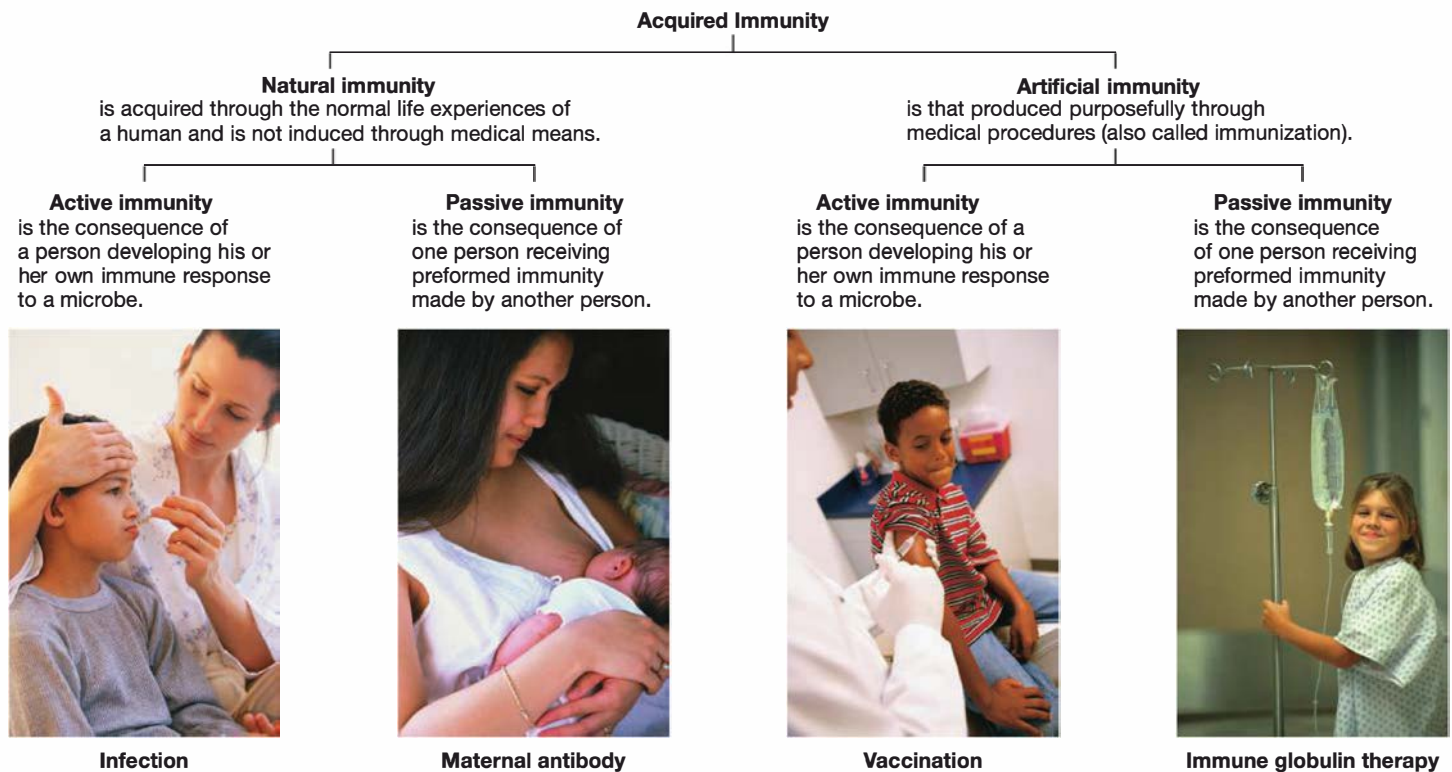 Acquired Immunity
Natural immunity
is acquired through the normal life experiences of
a human and is not induced through medical means.
Artificial immunity
is that produced purposefully through
medical procedures (also called immunization).
Active immunity
is the consequence of
a person developing his or
her own immune response
to a microbe.
Passive immunity
is the consequence of
one person receiving
preformed immunity
made by another person.
Active immunity
is the consequence of a
person developing his or
her own immune response
to a microbe.
Passive immunity
is the consequence
of one person receiving
preformed immunity
made by another person.
Infection
Maternal antibody
Vaccination
Immune globulin therapy